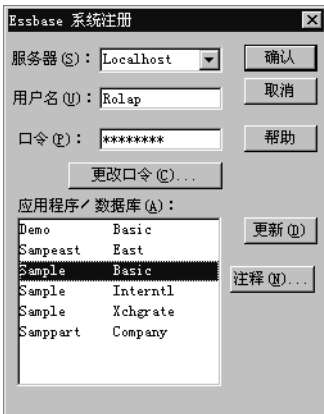 Essbase 系统注册
服务器(S)： Localhost 确认
用户名(U)： Rolap 取消
口令(P)： ******** 帮助
更改口令(C)...
应用程序/数据库(A)：
Demo Basic 更新(D)
Sampeast East
Sample Basic 注释(N)...
Sample Interntl
Sample Xchgrate
Samppart Company